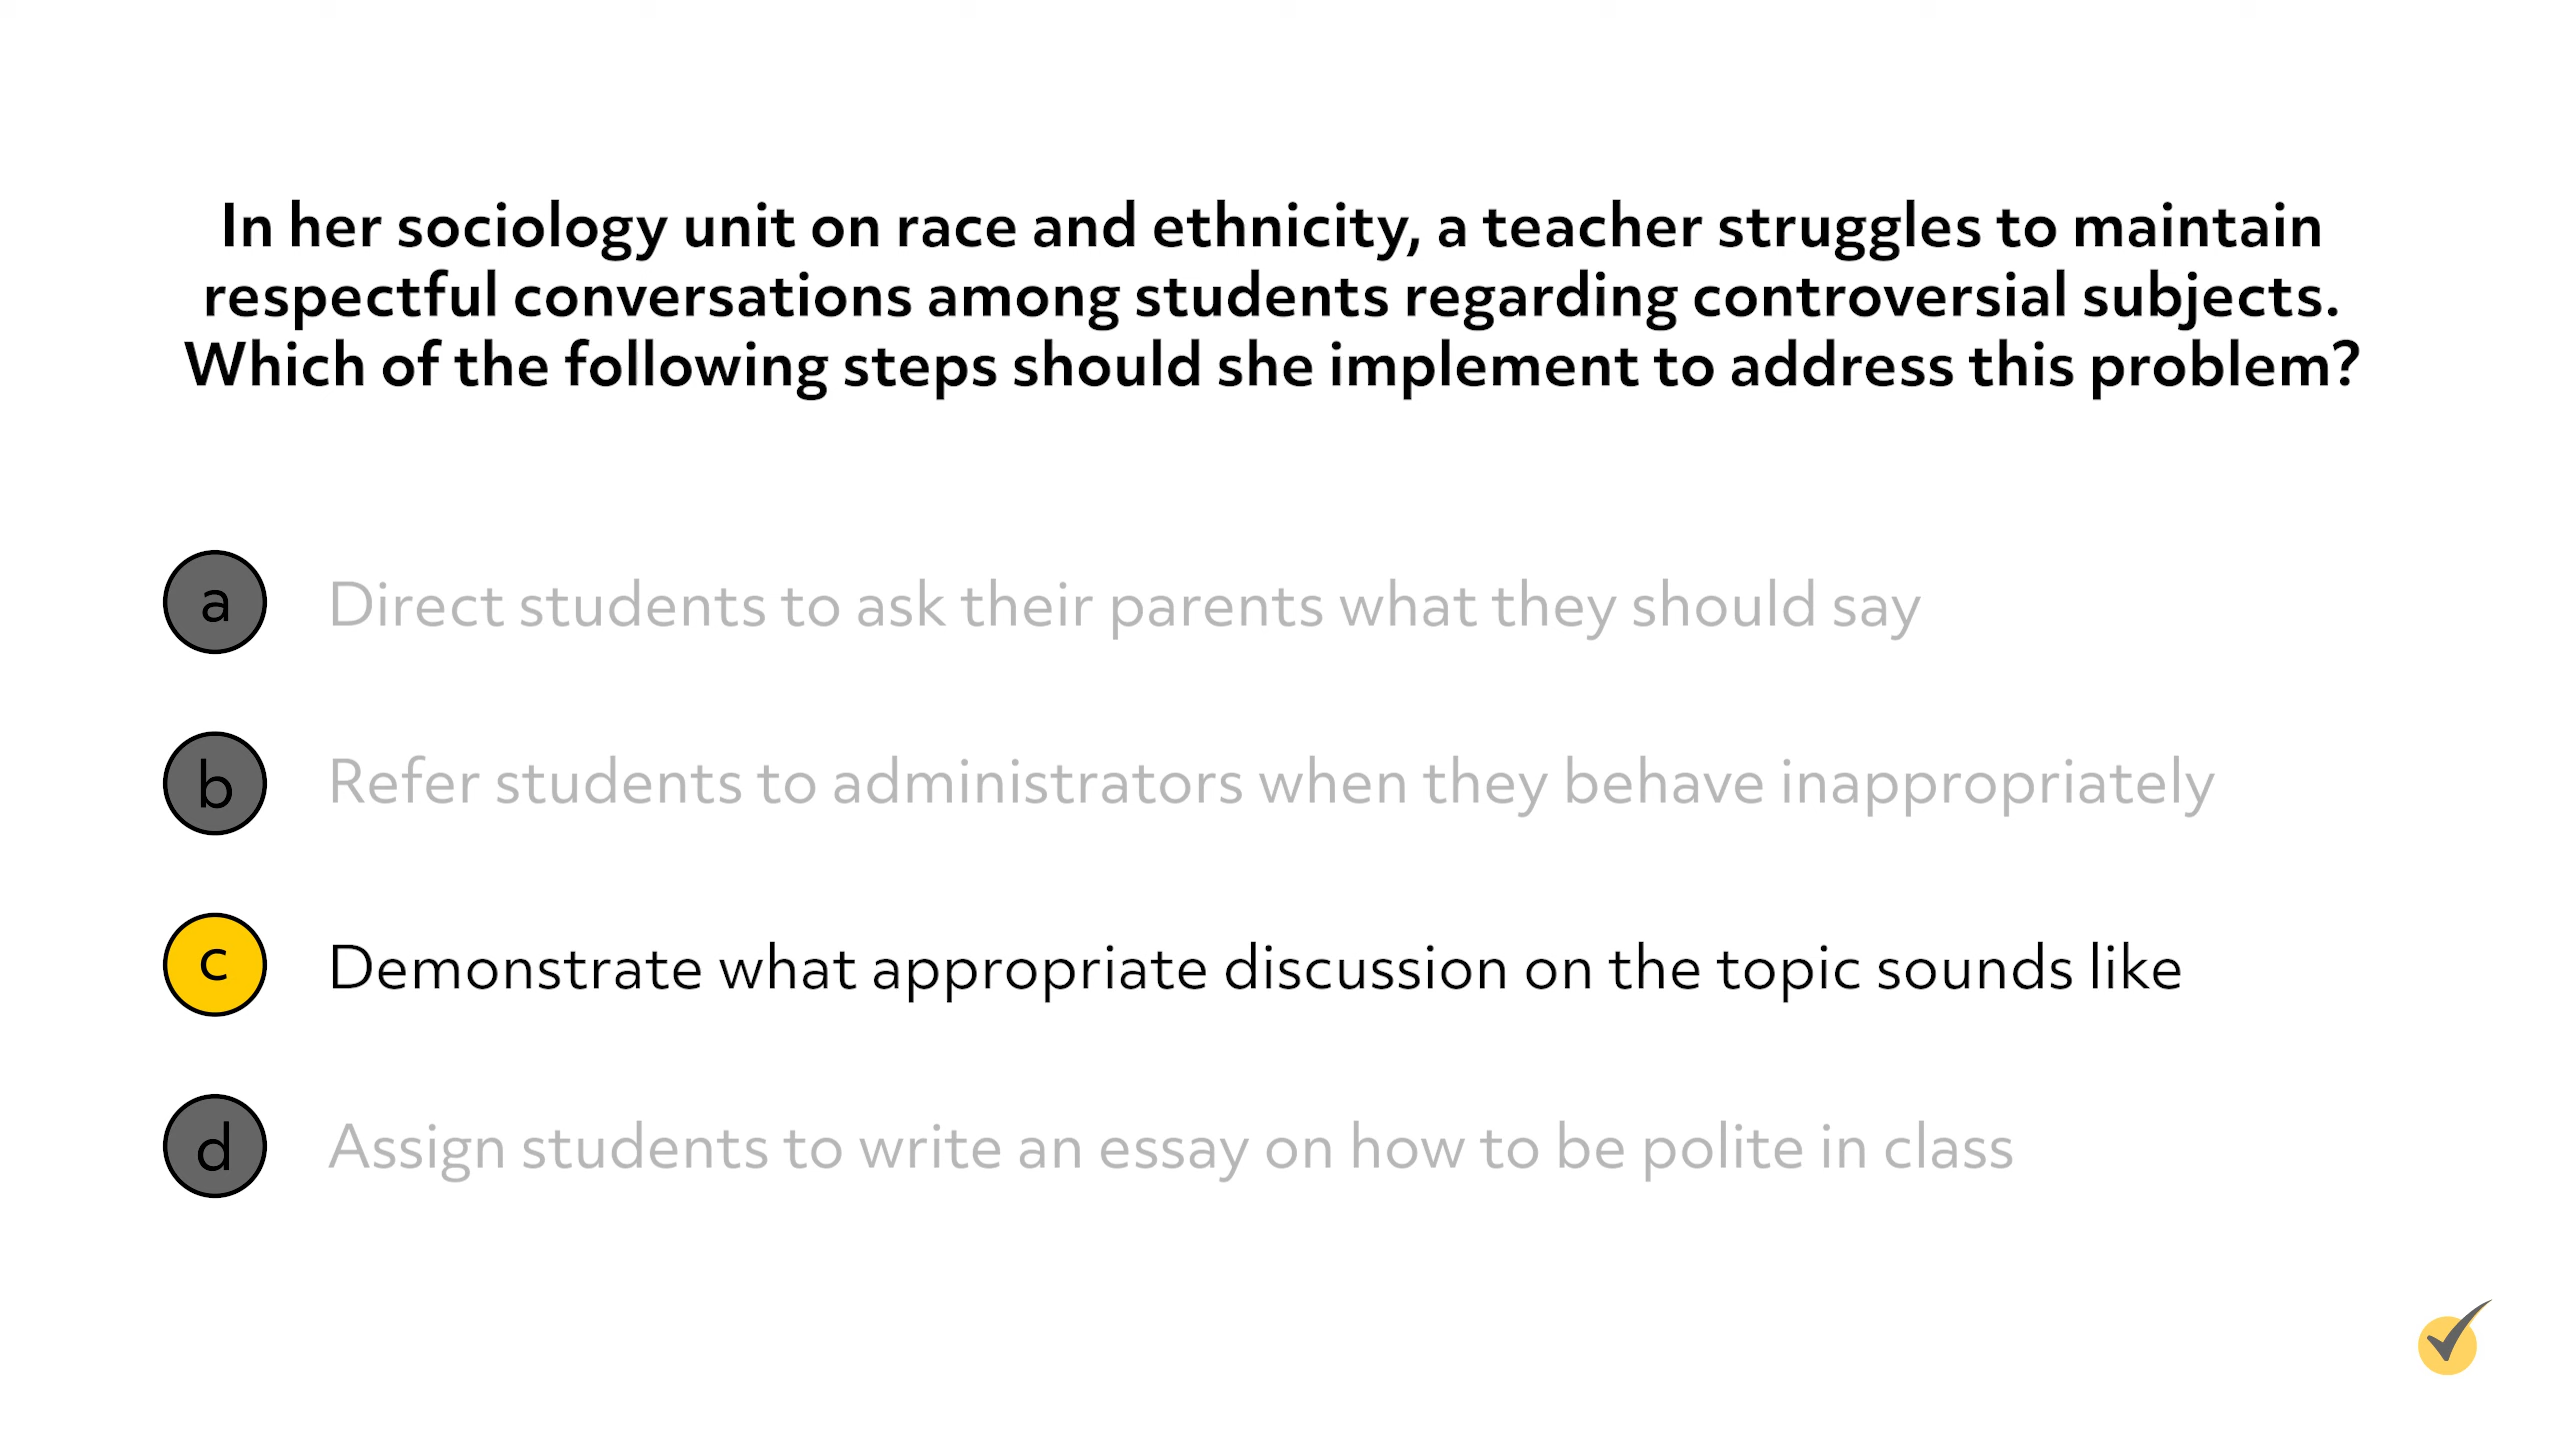 In her sociology unit on race and ethnicity, a teacher struggles to maintain
respectful conversations among students regarding controversial subjects.
Which of the following steps should she implement to address this problem?
a Direct students to ask their parents what they should say
b Refer students to administrators when they behave inappropriately
c Demonstrate what appropriate discussion on the topic sounds like
d Assign students to write an essay on how to be polite in class